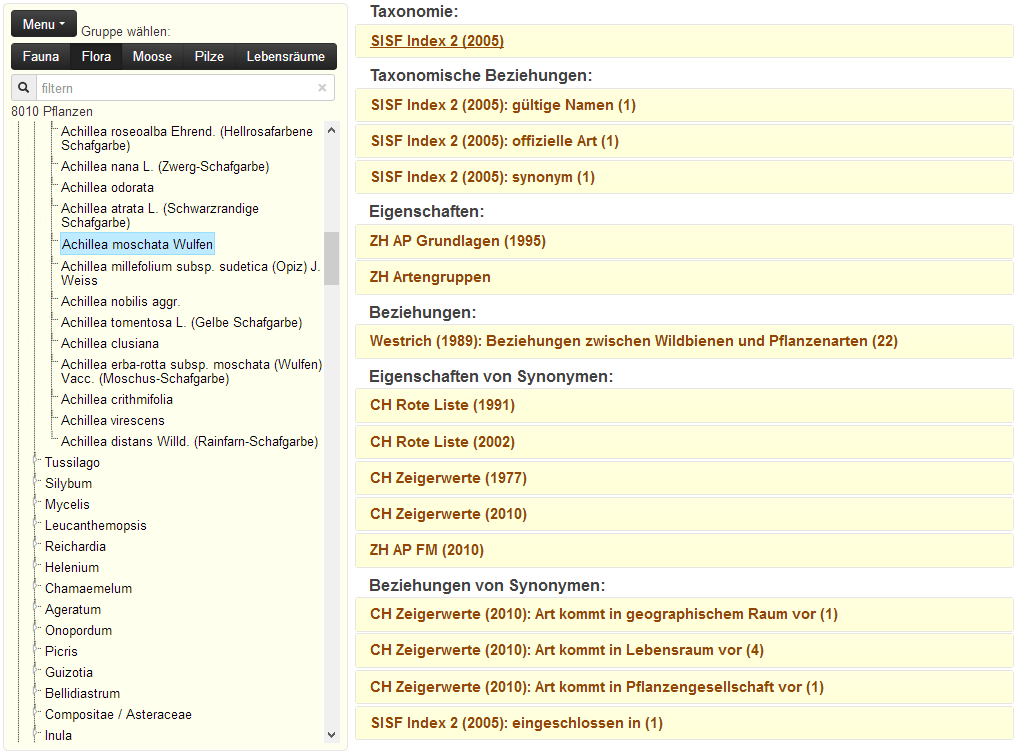 Menu
Gruppe wählen:
Fauna Flora Moose Pilze Lebensräume
filtern
8010 Pflanzen
Achillea roseoalba Ehrend. (Hellrosafarbene
Schafgarbe)
Achillea nana L. (Zwerg-Schafgarbe)
Achillea odorata
Achillea atrata L. (Schwarzrandige
Schafgarbe)
Achillea moschata Wulfen
Achillea millefolium subsp. sudetica (Opiz) J.
Weiss
Achillea nobilis aggr.
Achillea tomentosa L. (Gelbe Schafgarbe)
Achillea clusiana
Achillea erba-rotta subsp. moschata (Wulfen)
Vacc. (Moschus-Schafgarbe)
Achillea crithmifolia
Achillea virescens
Achillea distans Willd. (Rainfarn-Schafgarbe)
Tussilago
Silybum
Mycelis
Leucanthemopsis
Reichardia
Helenium
Chamaemelum
Ageratum
Onopordum
Picris
Guizotia
Bellidiastrum
Compositae / Asteraceae
Inula
Taxonomie:
SISF Index 2 (2005)
Taxonomische Beziehungen:
SISF Index 2 (2005): gültige Namen (1)
SISF Index 2 (2005): offizielle Art (1)
SISF Index 2 (2005): synonym (1)
Eigenschaften:
ZH AP Grundlagen (1995)
ZH Artengruppen
Beziehungen:
Westrich (1989): Beziehungen zwischen Wildbienen und Pflanzenarten (22)
Eigenschaften von Synonymen:
CH Rote Liste (1991)
CH Rote Liste (2002)
CH Zeigerwerte (1977)
CH Zeigerwerte (2010)
ZH AP FM (2010)
Beziehungen von Synonymen:
CH Zeigerwerte (2010): Art kommt in geographischem Raum vor (1)
CH Zeigerwerte (2010): Art kommt in Lebensraum vor (4)
CH Zeigerwerte (2010): Art kommt in Pflanzengesellschaft vor (1)
SISF Index 2 (2005): eingeschlossen in (1)